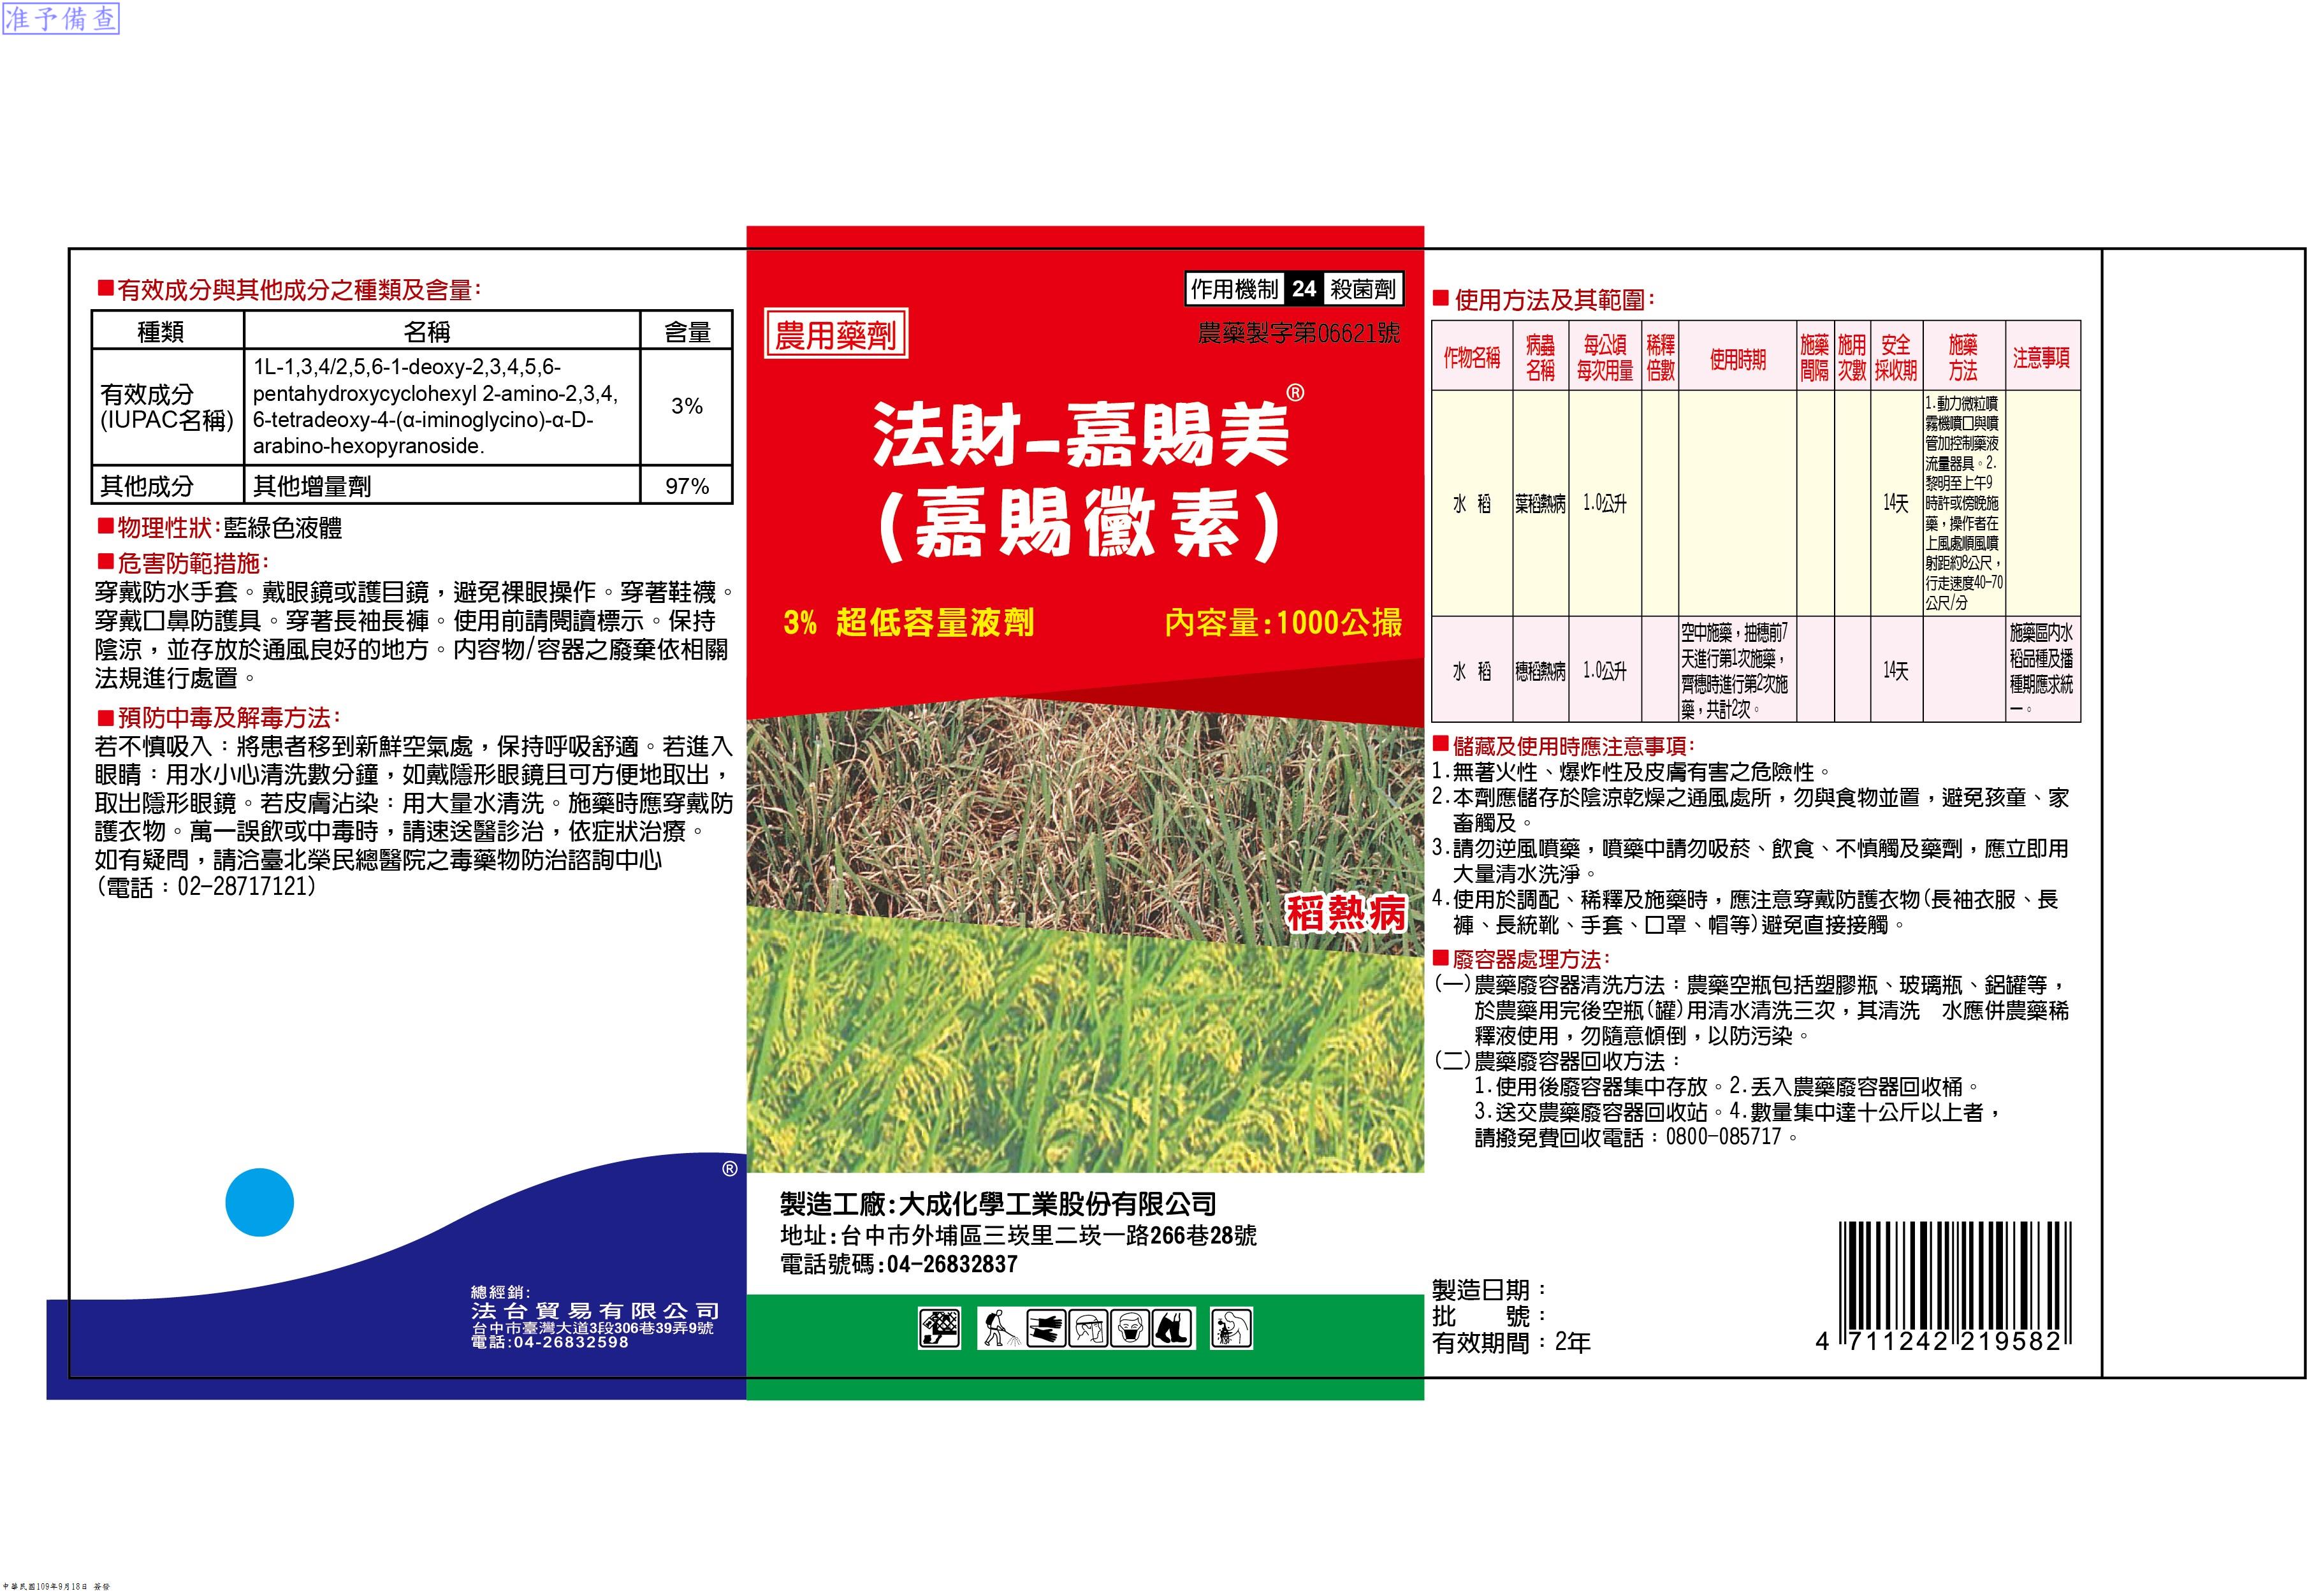 准予備查
■有效成分與其他成分之種類及含量:
種類 名稱 含量
有效成分
(IUPAC名稱)
1L-1,3,4/2,5,6-1-deoxy-2,3,4,5,6-
pentahydroxycyclohexyl 2-amino-2,3,4,
6-tetradeoxy-4-(α-iminoglycino)-α-D-
arabino-hexopyranoside.
3%
其他成分 其他增量劑 97%
■物理性狀:藍綠色液體
■危害防範措施:
穿戴防水手套。戴眼鏡或護目鏡，避免裸眼操作。穿著鞋襪。
穿戴口鼻防護具。穿著長袖長褲。使用前請閱讀標示。保持
陰涼，並存放於通風良好的地方。內容物/容器之廢棄依相關
法規進行處置。
■預防中毒及解毒方法:
若不慎吸入：將患者移到新鮮空氣處，保持呼吸舒適。若進入
眼睛：用水小心清洗數分鐘，如戴隱形眼鏡且可方便地取出，
取出隱形眼鏡。若皮膚沾染：用大量水清洗。施藥時應穿戴防
護衣物。萬一誤飲或中毒時，請速送醫診治，依症狀治療。
如有疑問，請洽臺北榮民總醫院之毒藥物防治諮詢中心
(電話：02-28717121)
®
總經銷:
法台貿易有限公司
台中市臺灣大道3段306巷39弄9號
電話:04-26832598
作用機制 24 殺菌劑
農用藥劑
農藥製字第06621號
法財-嘉賜美®
(嘉賜黴素)
3% 超低容量液劑 內容量:1000公撮
稻熱病
製造工廠:大成化學工業股份有限公司
地址:台中市外埔區三崁里二崁一路266巷28號
電話號碼:04-26832837
■使用方法及其範圍:
作物名稱 病蟲名稱 每公頃每次用量 稀釋倍數 使用時期 施藥間隔 施用次數 安全採收期 施藥方法 注意事項
水 稻 葉稻熱病 1.0公升 14天
1.動力微粒噴
霧機噴口與噴
管加控制藥液
流量器具。2.
黎明至上午9
時許或傍晚施
藥，操作者在
上風處順風噴
射距約8公尺，
行走速度40-70
公尺/分
水 稻 穗稻熱病 1.0公升
空中施藥，抽穗前7
天進行第1次施藥，
齊穗時進行第2次施
藥，共計2次。
14天
施藥區內水
稻品種及播
種期應求統
一。
■儲藏及使用時應注意事項:
1.無著火性、爆炸性及皮膚有害之危險性。
2.本劑應儲存於陰涼乾燥之通風處所，勿與食物並置，避免孩童、家
畜觸及。
3.請勿逆風噴藥，噴藥中請勿吸菸、飲食、不慎觸及藥劑，應立即用
大量清水洗淨。
4.使用於調配、稀釋及施藥時，應注意穿戴防護衣物(長袖衣服、長
褲、長統靴、手套、口罩、帽等)避免直接接觸。
■廢容器處理方法:
(一)農藥廢容器清洗方法：農藥空瓶包括塑膠瓶、玻璃瓶、鋁罐等，
於農藥用完後空瓶(罐)用清水清洗三次，其清洗 水應併農藥稀
釋液使用，勿隨意傾倒，以防污染。
(二)農藥廢容器回收方法：
1.使用後廢容器集中存放。2.丟入農藥廢容器回收桶。
3.送交農藥廢容器回收站。4.數量集中達十公斤以上者，
請撥免費回收電話：0800-085717。
製造日期：
批 號：
有效期間：2年
4 711242 219582
中華民國109年9月18日 簽發